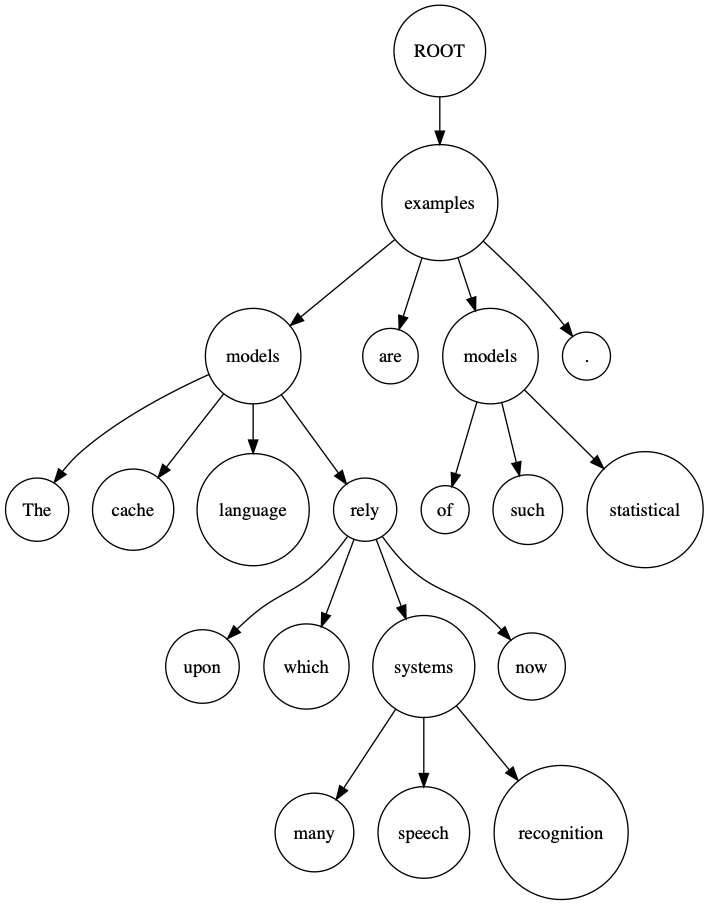 ROOT
examples
models are models .
The cache language rely of such statistical
upon which systems now
many speech recognition